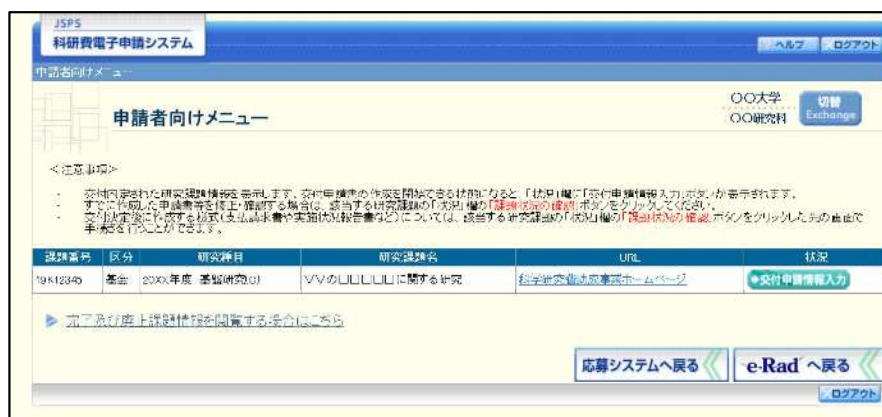 JSPS
科研費電子申請システム
ヘルプ ログアウト
申請者向けメニュー
申請者向けメニュー
〇〇大学
〇〇研究科
切替
Exchange
<注意事項>
・ 交付内定された研究課題情報を表示します。交付申請書の作成を開始できる状態になると、「状況」欄に「交付申請情報入力」ボタンが表示されます。
・ すでに作成した申請書等を修正・確認する場合は、該当する研究課題の「状況」欄の「課題状況の確認」ボタンをクリックしてください。
・ 交付決定後に作成する様式(支払請求書や実施状況報告書など)については、該当する研究課題の「状況」欄の「課題状況の確認」ボタンをクリックした先の画面で
手続きを行うことができます。
課題番号 区分 研究種目 研究課題名 URL 状況
19K12345 基金 20XX年度 基盤研究(C) ▽▽の□□□□□に関する研究 科学研究費助成事業ホームページ 交付申請情報入力
完了及び廃止課題情報を閲覧する場合はこちら
応募システムへ戻る e-Rad へ戻る
ログアウト